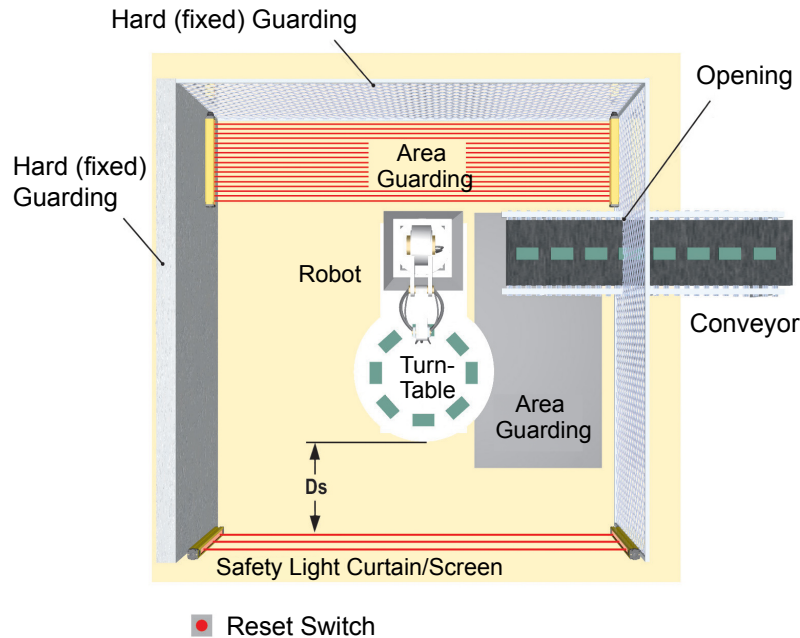 Hard (fixed) Guarding
Opening
Area
Guarding
Hard (fixed)
Guarding
Robot
Conveyor
Turn-
Table
Area
Guarding
Ds
Safety Light Curtain/Screen
Reset Switch